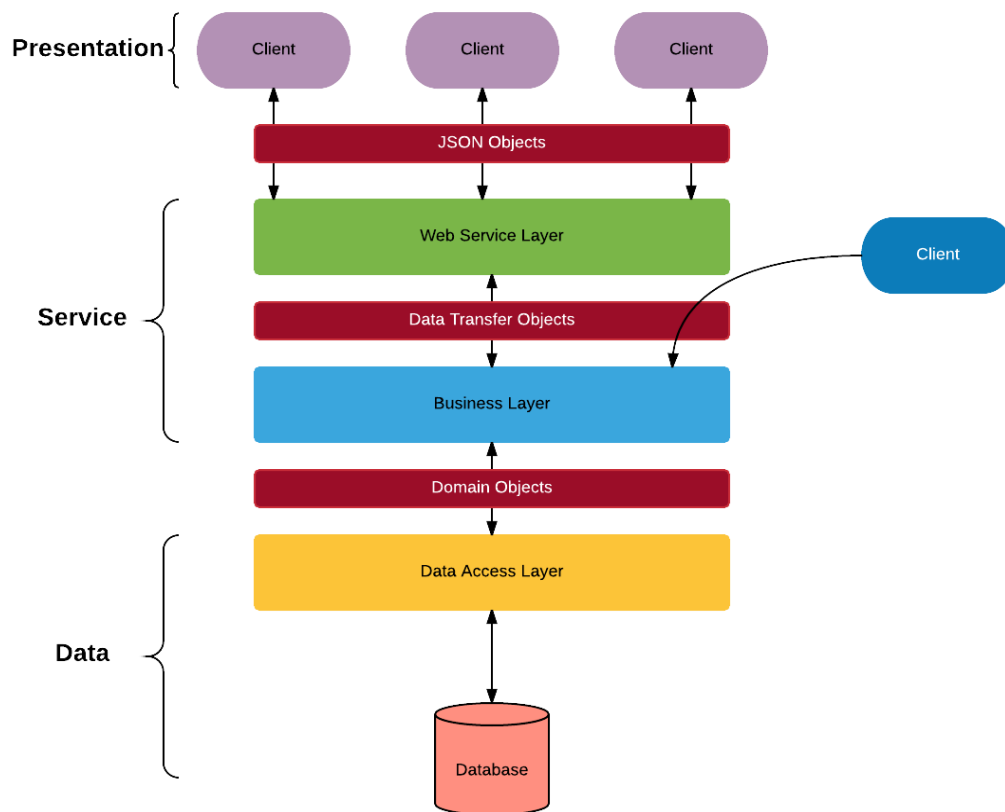 Presentation
Client
Client
Client
JSON Objects
Web Service Layer
Client
Service
Data Transfer Objects
Business Layer
Domain Objects
Data Access Layer
Data
Database